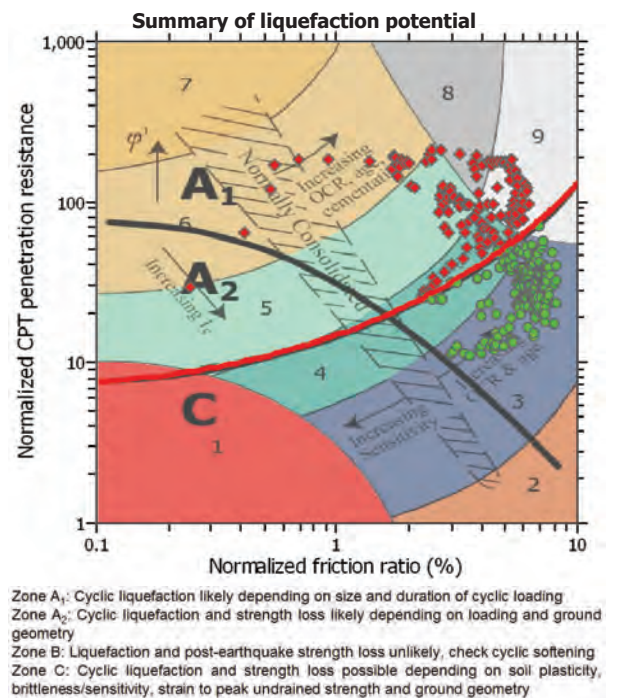 Summary of liquefaction potential
1,000
100
10
1
Normalized CPT penetration resistance
7
8
9
φ'
A1
Increasing
OCR, age
cementation
Normally Consolidated
6
A2
Increasing Ic
5
4
Increasing
OCR & age
3
C
1
Increasing
Sensitivity
2
0.1
1
10
Normalized friction ratio (%)
Zone A1: Cyclic liquefaction likely depending on size and duration of cyclic loading
Zone A2: Cyclic liquefaction and strength loss likely depending on loading and ground
geometry
Zone B: Liquefaction and post-earthquake strength loss unlikely, check cyclic softening
Zone C: Cyclic liquefaction and strength loss possible depending on soil plasticity,
brittleness/sensitivity, strain to peak undrained strength and ground geometry